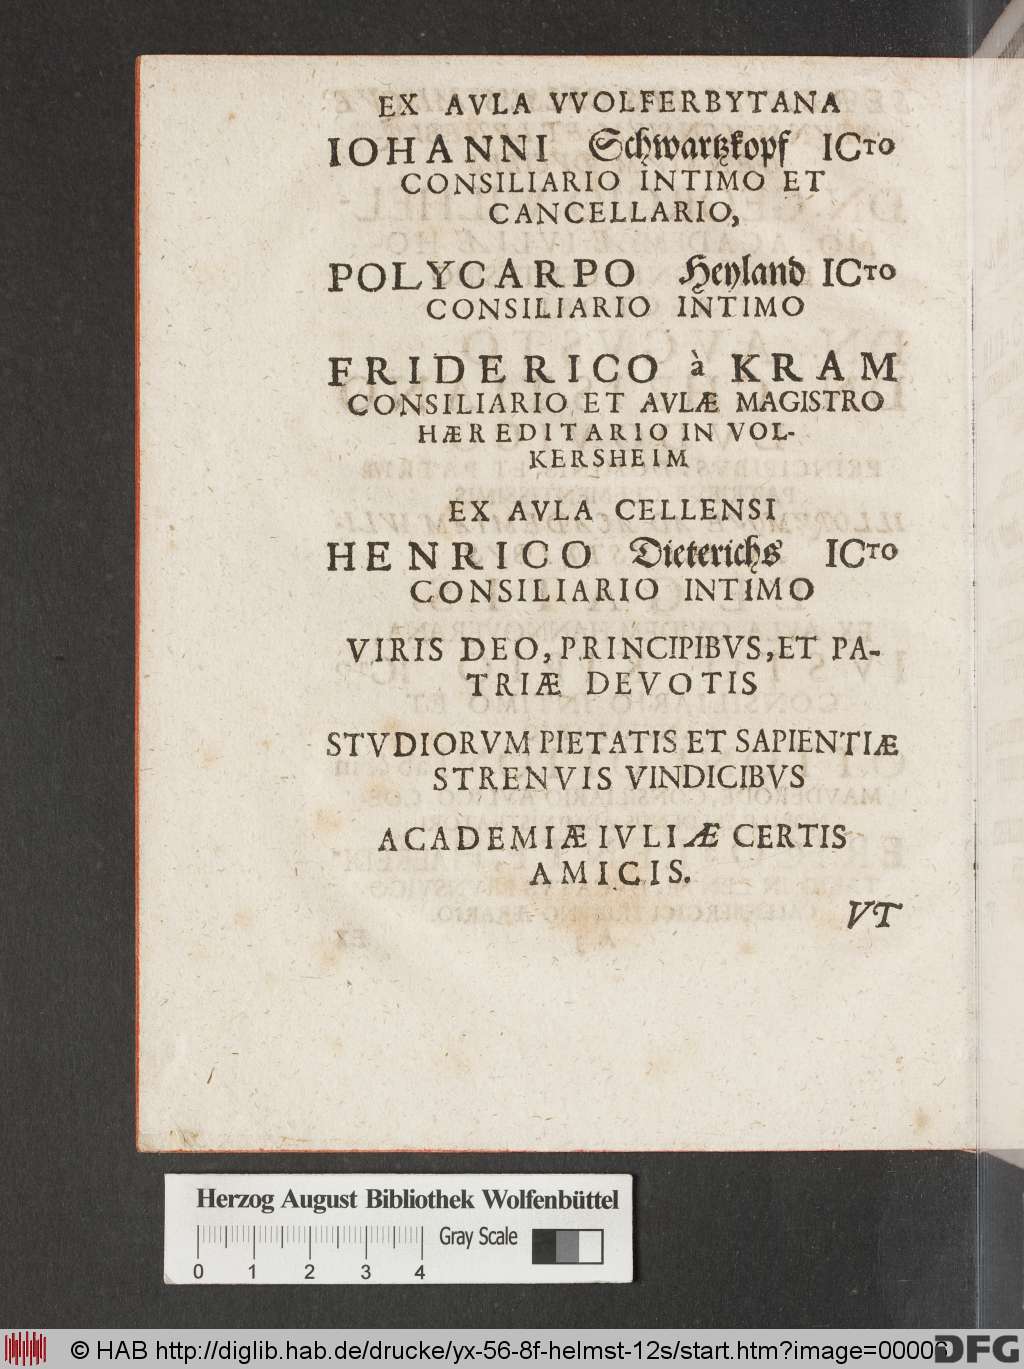 EX AVLA VVOLFERBYTANA
IOHANNI Schwartzkopf ICTO
CONSILIARIO INTIMO ET
CANCELLARIO,
POLYCARPO Heyland ICTO
CONSILIARIO INTIMO
FRIDERICO à KRAM
CONSILIARIO ET AVLÆ MAGISTRO
HÆREDITARIO IN VOL-
KERSHEIM
EX AVLA CELLENSI
HENRICO Dieterichs ICTO
CONSILIARIO INTIMO
VIRIS DEO, PRINCIPIBVS, ET PA-
TRIÆ DEVOTIS
STVDIORVM PIETATIS ET SAPIENTIÆ
STRENVIS VINDICIBVS
ACADEMIÆ IVLIÆ CERTIS
AMICIS.
VT
Herzog August Bibliothek Wolfenbüttel
Gray Scale
0 1 2 3 4
© HAB http://diglib.hab.de/drucke/yx-56-8f-helmst-12s/start.htm?image=00006
DFG